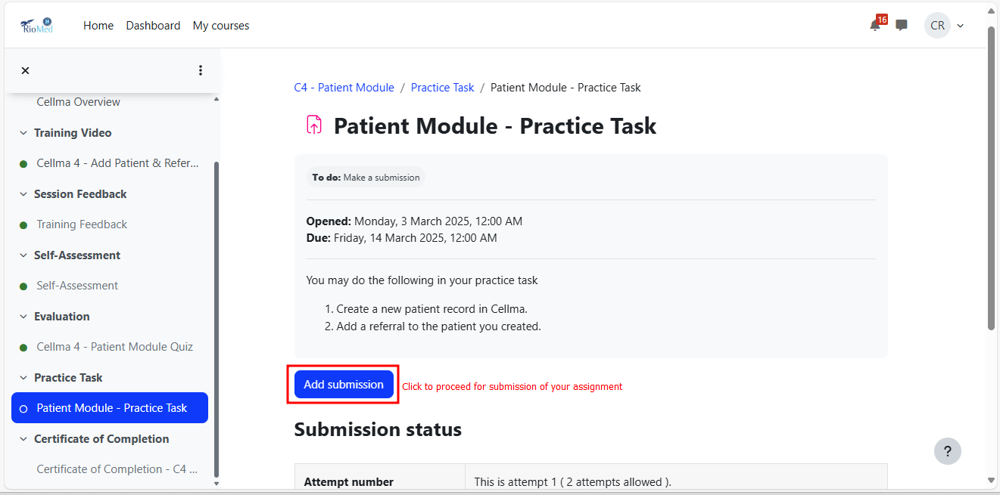 RioMed
Home Dashboard My courses
16
CR
Cellma Overview
Training Video
Cellma 4 - Add Patient & Refer...
Session Feedback
Training Feedback
Self-Assessment
Self-Assessment
Evaluation
Cellma 4 - Patient Module Quiz
Practice Task
Patient Module - Practice Task
Certificate of Completion
Certificate of Completion - C4 ...
C4 - Patient Module / Practice Task / Patient Module - Practice Task
Patient Module - Practice Task
To do: Make a submission
Opened: Monday, 3 March 2025, 12:00 AM
Due: Friday, 14 March 2025, 12:00 AM
You may do the following in your practice task
1. Create a new patient record in Cellma.
2. Add a referral to the patient you created.
Add submission Click to proceed for submission of your assignment
Submission status
Attempt number This is attempt 1 ( 2 attempts allowed ).
?